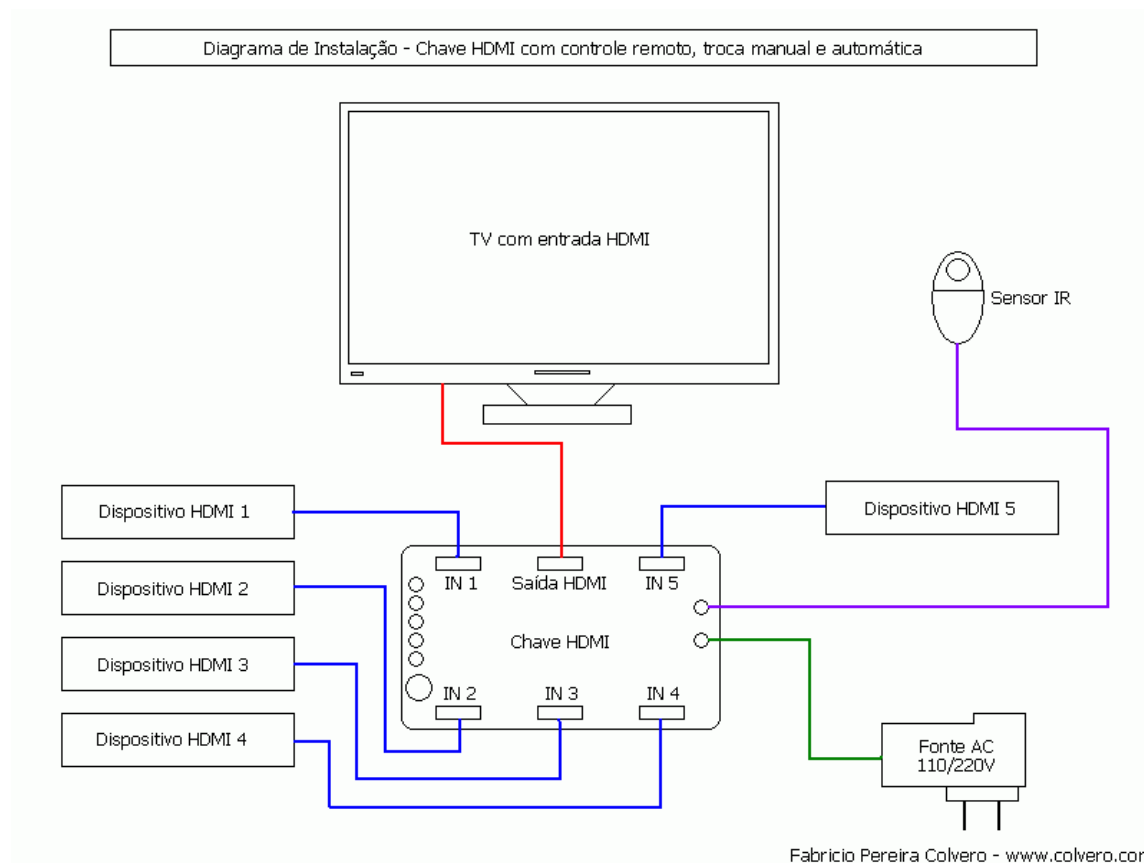 Diagrama de Instalação - Chave HDMI com controle remoto, troca manual e automática
TV com entrada HDMI
Sensor IR
Dispositivo HDMI 1
Dispositivo HDMI 5
IN 1
Saída HDMI
IN 5
Dispositivo HDMI 2
Chave HDMI
Dispositivo HDMI 3
IN 2
IN 3
IN 4
Dispositivo HDMI 4
Fonte AC
110/220V
Fabricio Pereira Colvero - www.colvero.com